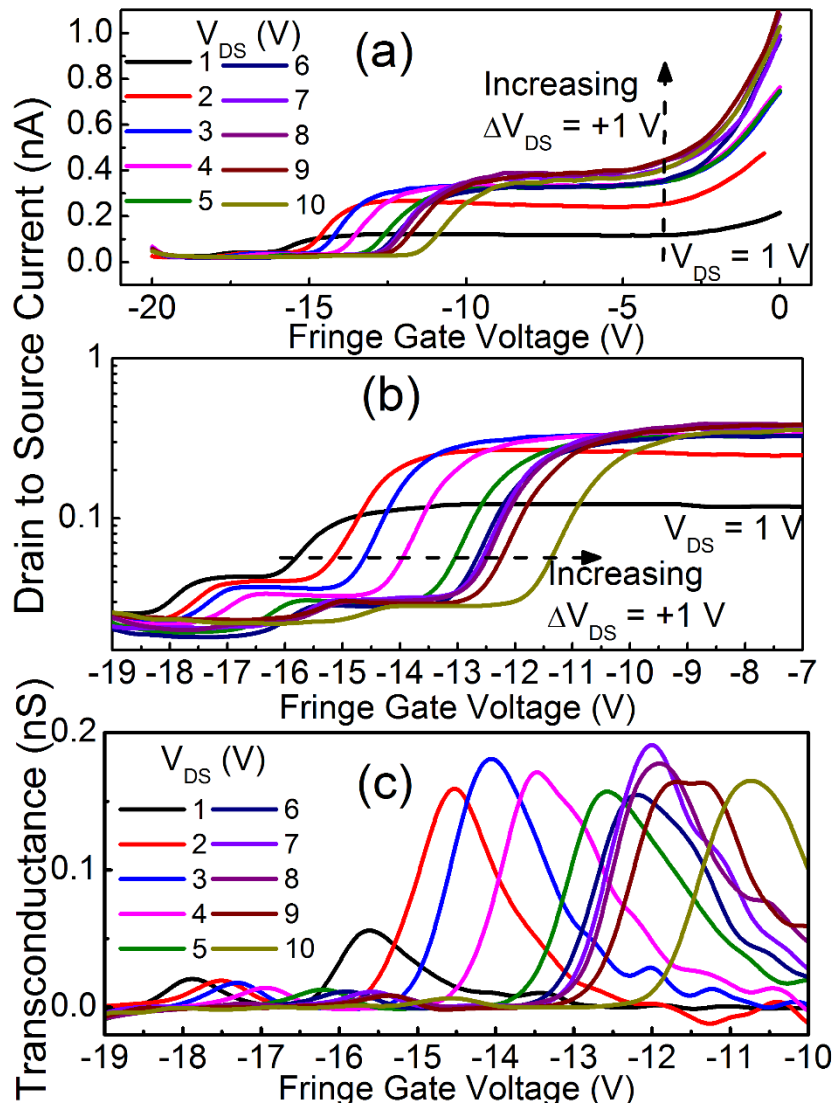 Drain to Source Current (nA)
1.0
0.8
0.6
0.4
0.2
0.0
V_DS (V)
1 6
2 7
3 8
4 9
5 10
(a)
Increasing
ΔV_DS = +1 V
V_DS = 1 V
-20 -15 -10 -5 0
Fringe Gate Voltage (V)
1
0.1
(b)
V_DS = 1 V
Increasing
ΔV_DS = +1 V
-19 -18 -17 -16 -15 -14 -13 -12 -11 -10 -9 -8 -7
Fringe Gate Voltage (V)
Transconductance (nS)
0.2
0.1
0.0
V_DS (V)
1 6
2 7
3 8
4 9
5 10
(c)
-19 -18 -17 -16 -15 -14 -13 -12 -11 -10
Fringe Gate Voltage (V)